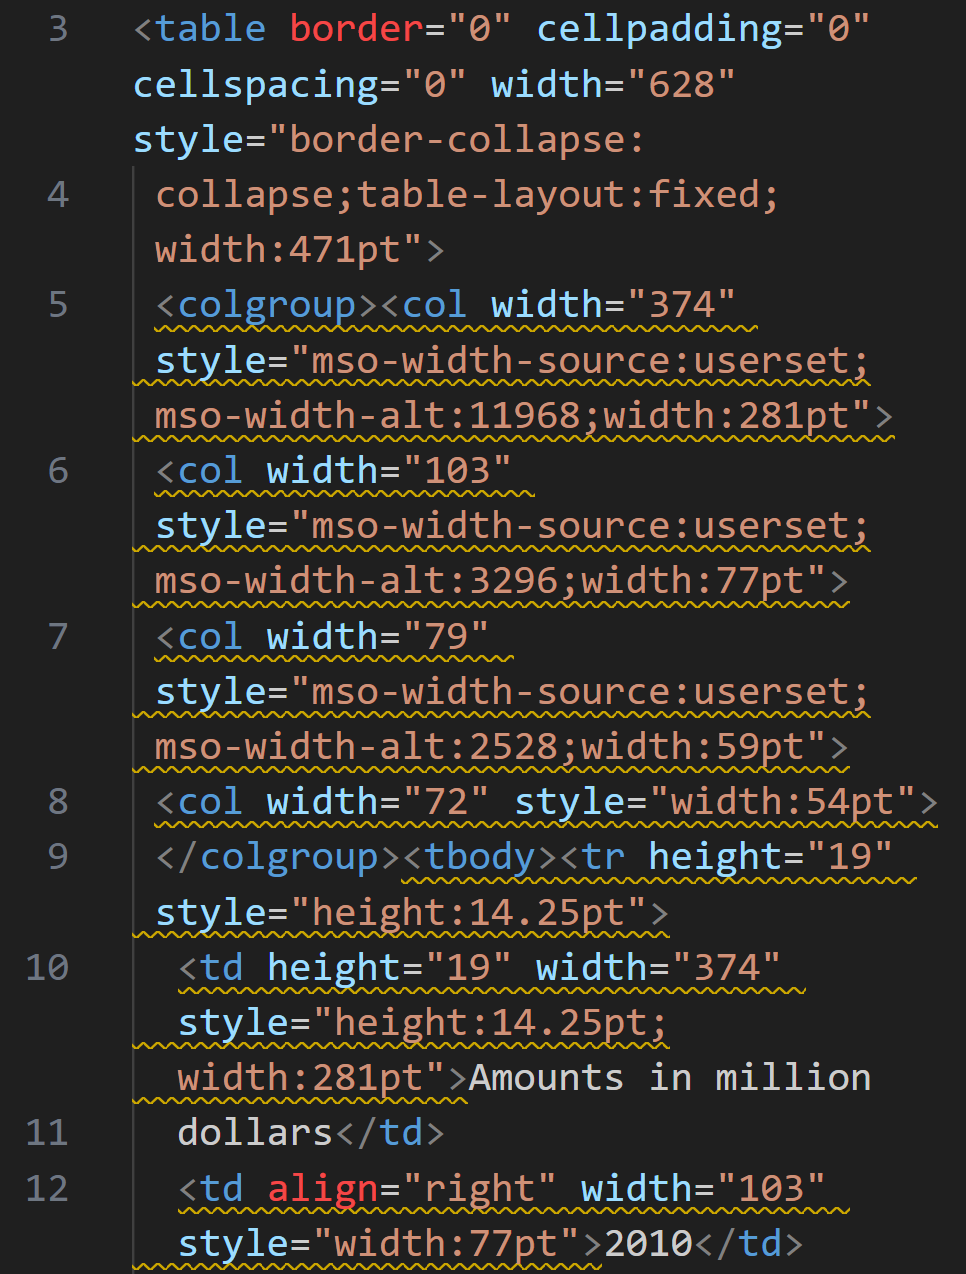 3 <table border="0" cellpadding="0"
cellspacing="0" width="628"
style="border-collapse:
4 collapse;table-layout:fixed;
width:471pt">
5 <colgroup><col width="374"
style="mso-width-source:userset;
mso-width-alt:11968;width:281pt">
6 <col width="103"
style="mso-width-source:userset;
mso-width-alt:3296;width:77pt">
7 <col width="79"
style="mso-width-source:userset;
mso-width-alt:2528;width:59pt">
8 <col width="72" style="width:54pt">
9 </colgroup><tbody><tr height="19"
style="height:14.25pt">
10 <td height="19" width="374"
style="height:14.25pt;
width:281pt">Amounts in million
11 dollars</td>
12 <td align="right" width="103"
style="width:77pt">2010</td>